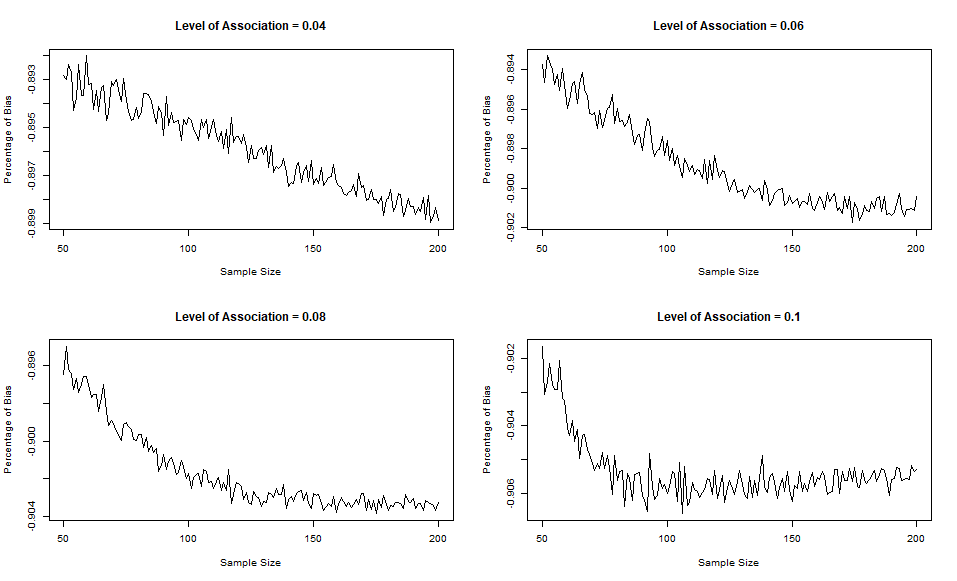 Level of Association = 0.04
Percentage of Bias
-0.893
-0.895
-0.897
-0.899
50
100
150
200
Sample Size
Level of Association = 0.06
Percentage of Bias
-0.894
-0.896
-0.898
-0.900
-0.902
50
100
150
200
Sample Size
Level of Association = 0.08
Percentage of Bias
-0.896
-0.900
-0.904
50
100
150
200
Sample Size
Level of Association = 0.1
Percentage of Bias
-0.902
-0.904
-0.906
50
100
150
200
Sample Size